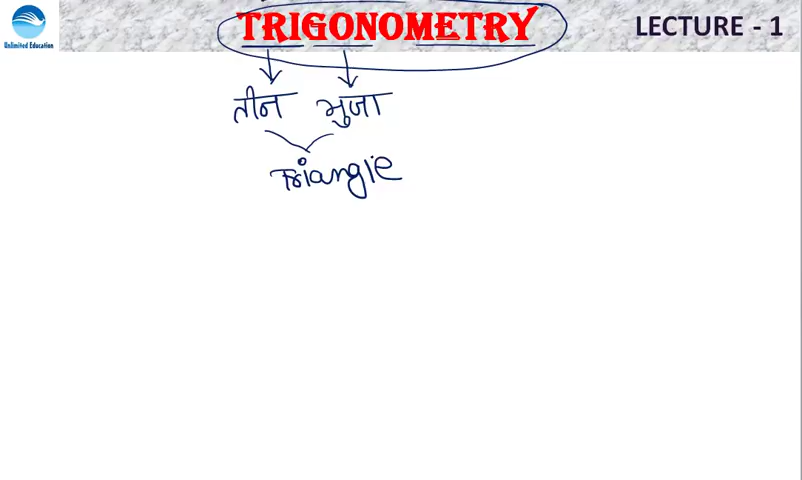 TRIGONOMETRY
LECTURE - 1
Unlimited Education
तीन भुजा
Triangle